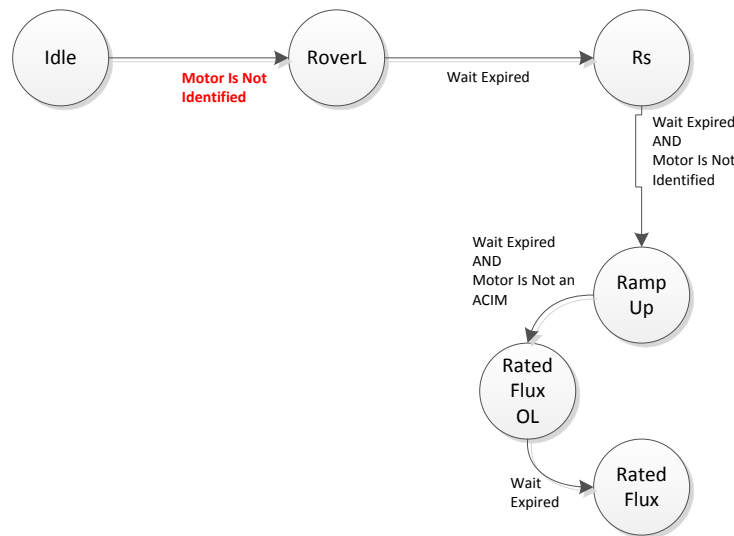 Idle
Motor Is Not
Identified
RoverL
Wait Expired
Rs
Wait Expired
AND
Motor Is Not
Identified
Ramp
Up
Wait Expired
AND
Motor Is Not an
ACIM
Rated
Flux
OL
Wait
Expired
Rated
Flux